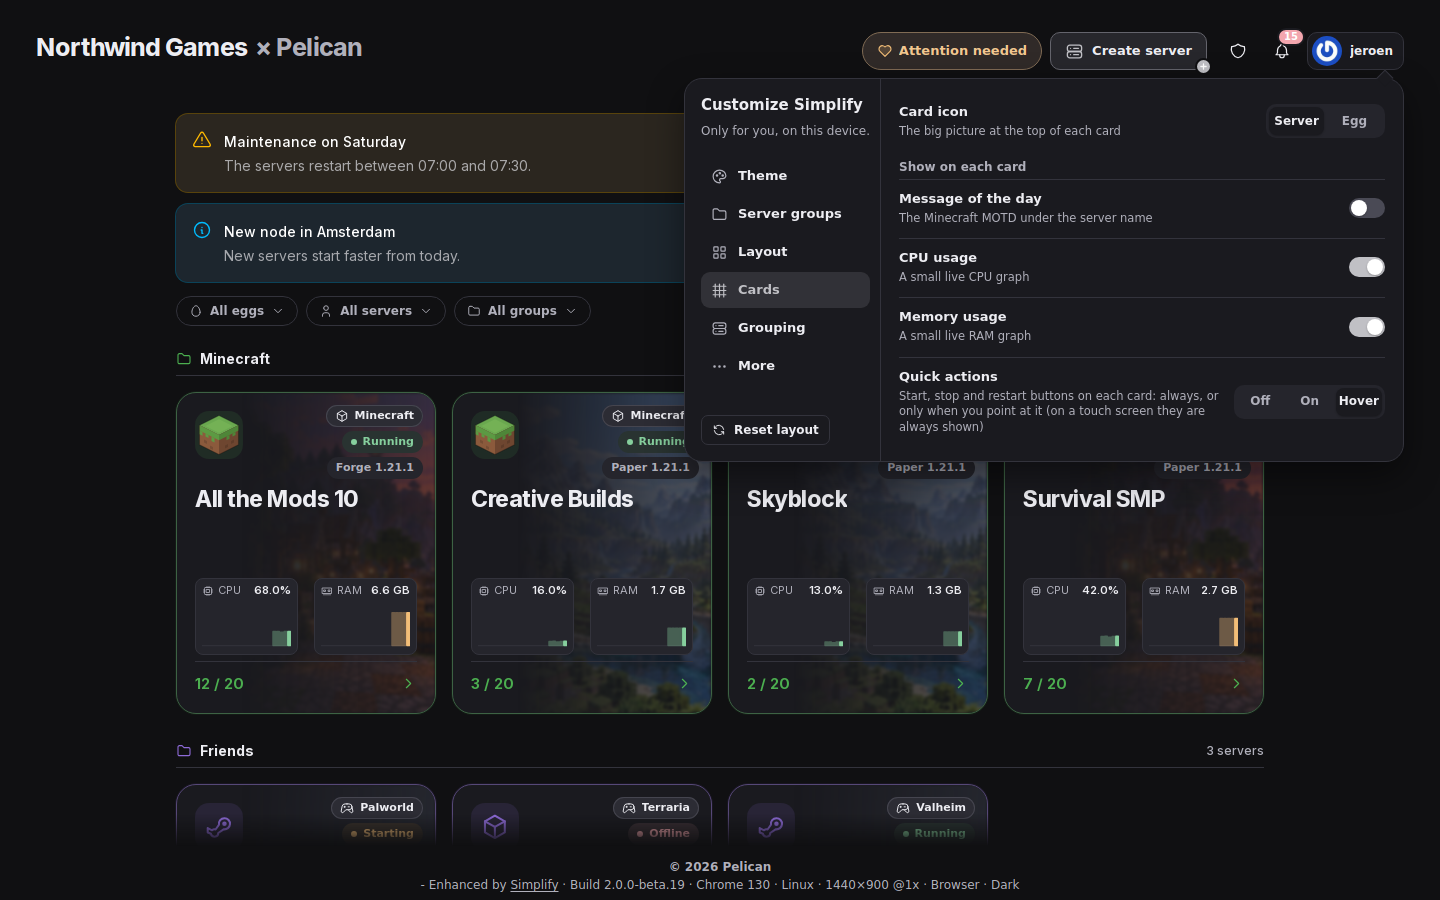 Northwind Games × Pelican
Attention needed
Create server
15
jeroen
Maintenance on Saturday
The servers restart between 07:00 and 07:30.
New node in Amsterdam
New servers start faster from today.
All eggs
All servers
All groups
Customize Simplify
Only for you, on this device.
Theme
Server groups
Layout
Cards
Grouping
More
Reset layout
Card icon
The big picture at the top of each card
Server
Egg
Show on each card
Message of the day
The Minecraft MOTD under the server name
CPU usage
A small live CPU graph
Memory usage
A small live RAM graph
Quick actions
Start, stop and restart buttons on each card: always, or
only when you point at it (on a touch screen they are
always shown)
Off
On
Hover
Minecraft
Minecraft
Running
Forge 1.21.1
All the Mods 10
CPU 68.0%
RAM 6.6 GB
12 / 20
Minecraf
Running
Paper 1.21.1
Creative Builds
CPU 16.0%
RAM 1.7 GB
3 / 20
Paper 1.21.1
Skyblock
CPU 13.0%
RAM 1.3 GB
2 / 20
Paper 1.21.1
Survival SMP
CPU 42.0%
RAM 2.7 GB
7 / 20
Friends
3 servers
Palworld
Starting
Terraria
Offline
Valheim
Running
© 2026 Pelican
- Enhanced by Simplify · Build 2.0.0-beta.19 · Chrome 130 · Linux · 1440×900 @1x · Browser · Dark